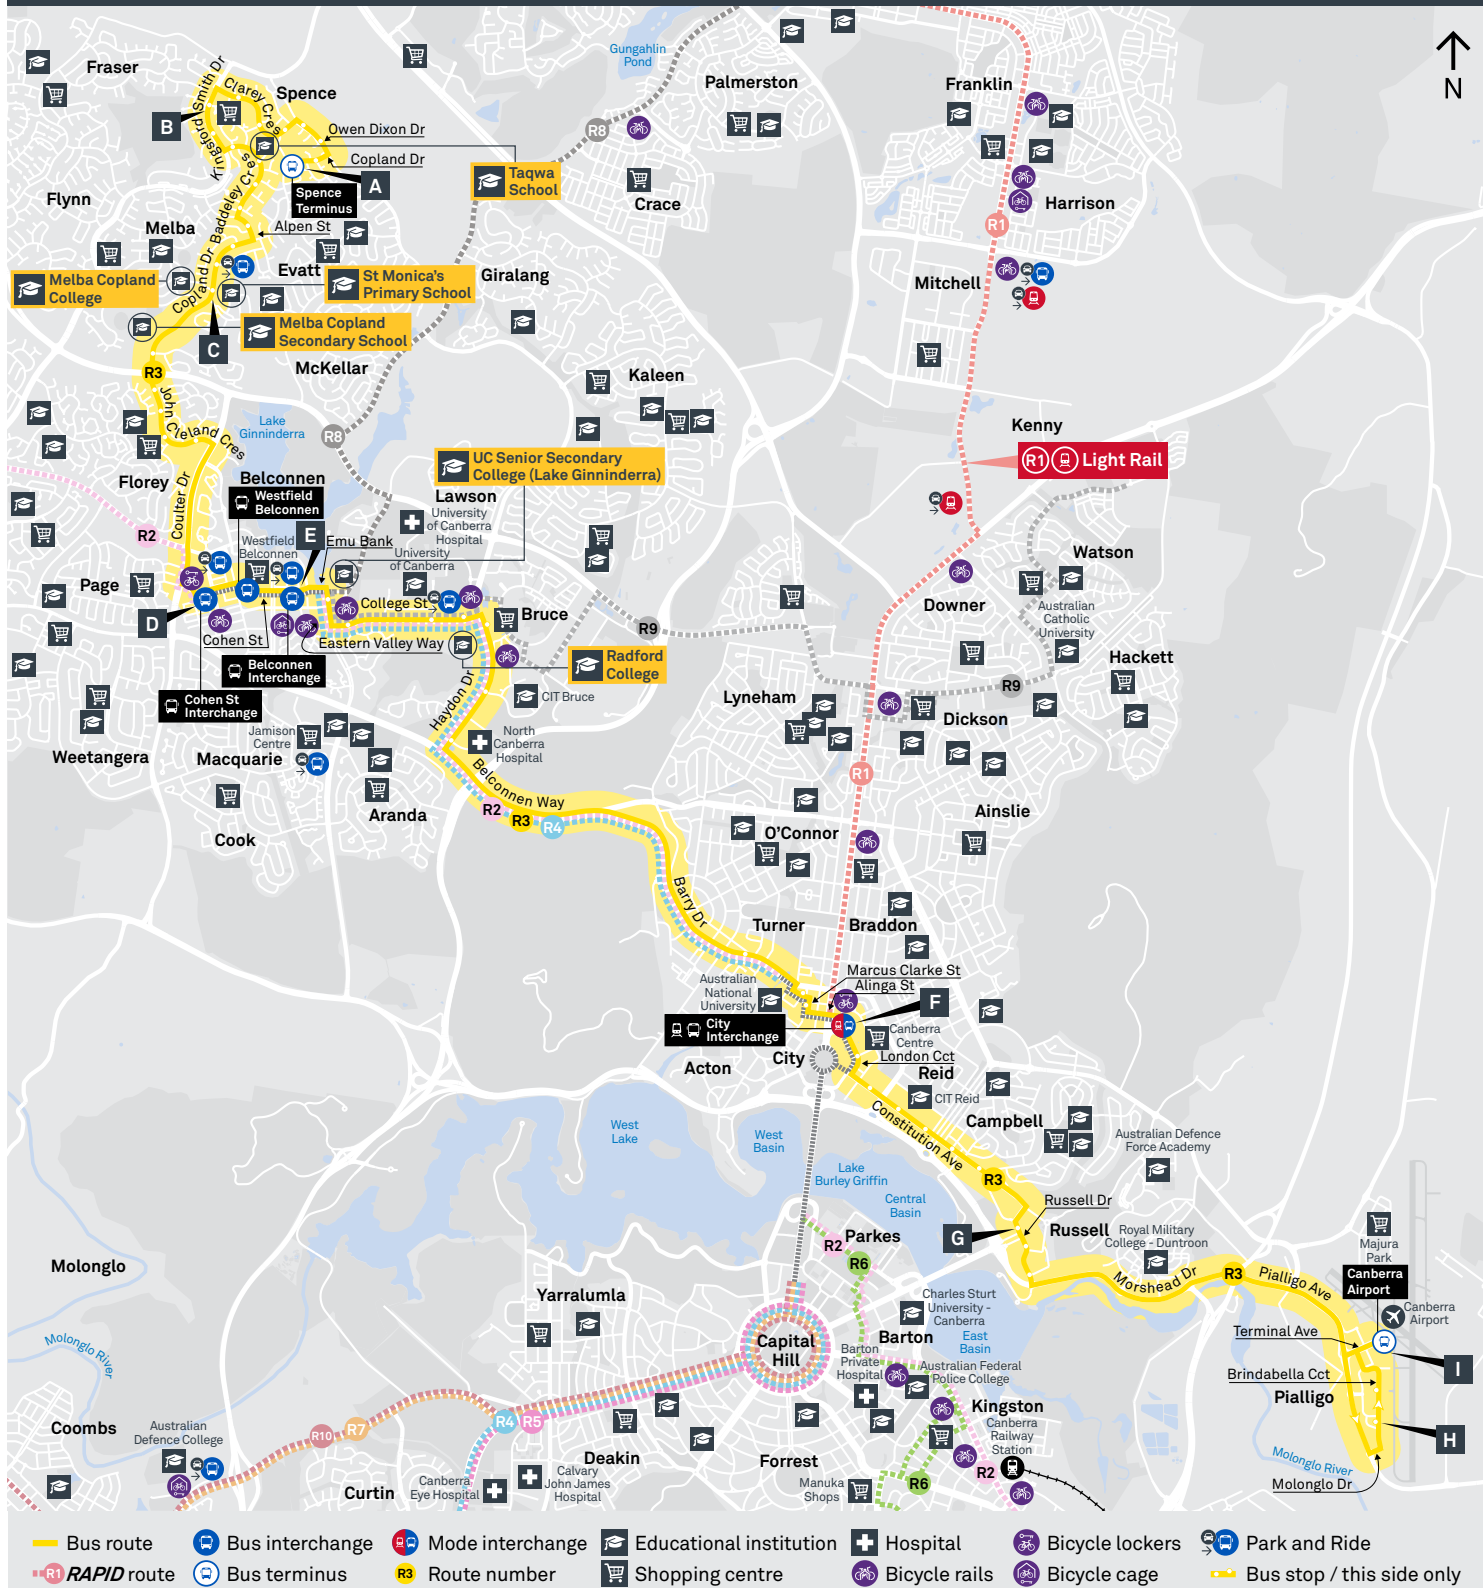 Gungahlin
Pond
Fraser
Palmerston
Franklin
N
Kingsford Smith Dr
Clarey Cres
Spence
B
R8
Owen Dixon Dr
Copland Dr
Taqwa
School
A
Spence
Terminus
Flynn
Crace
Harrison
Baddeley Cres
R1
Melba
Alpen St
Evatt
Giralang
Mitchell
Melba Copland
College
St Monica's
Primary School
Copland Dr
Melba Copland
Secondary School
C
McKellar
R3
Kaleen
John Cleland Cres
Lake
Ginninderra
R8
Kenny
R1 Light Rail
UC Senior Secondary
College (Lake Ginninderra)
Florey
Belconnen
Westfield
Belconnen
Lawson
University
of Canberra
Hospital
Coulter Dr
R2
E
Emu Bank
Westfield
Belconnen
University
of Canberra
Watson
Page
Downer
Australian
Catholic
University
College St
Bruce
D
R9
Cohen St
Eastern Valley Way
Hackett
Belconnen
Interchange
Radford
College
Cohen St
Interchange
Haydon Dr
CIT Bruce
Lyneham
R9
Dickson
Jamison
Centre
North
Canberra
Hospital
Weetangera
Macquarie
R1
Belconnen Way
Aranda
R2
R3
R4
Ainslie
Cook
O'Connor
Barry Dr
Turner
Braddon
Australian
National
University
Marcus Clarke St
Alinga St
F
City
Interchange
Canberra
Centre
City
London Cct
Acton
Reid
CIT Reid
Constitution Ave
Campbell
West
Lake
West
Basin
Australian Defence
Force Academy
Lake
Burley Griffin
R3
Central
Basin
Russell Dr
G
Russell
Royal Military
College - Duntroon
Parkes
R2
R6
Majura
Park
Molonglo
Morshead Dr
R3
Pialligo Ave
Canberra
Airport
Yarralumla
Charles Sturt
University -
Canberra
Canberra
Airport
Molonglo
River
Capital
Hill
Barton
East
Basin
Terminal Ave
Barton
Private
Hospital
Australian Federal
Police College
Brindabella Cct
I
Pialligo
Coombs
Australian
Defence College
R10
R7
R4
R5
Kingston
Canberra
Railway
Station
H
Deakin
Forrest
Molonglo River
Molonglo Dr
Curtin
Canberra
Eye Hospital
Calvary
John James
Hospital
Manuka
Shops
R6
R2
Bus route
Bus interchange
Mode interchange
Educational institution
Hospital
Bicycle lockers
Park and Ride
R1 RAPID route
Bus terminus
R3 Route number
Shopping centre
Bicycle rails
Bicycle cage
Bus stop / this side only